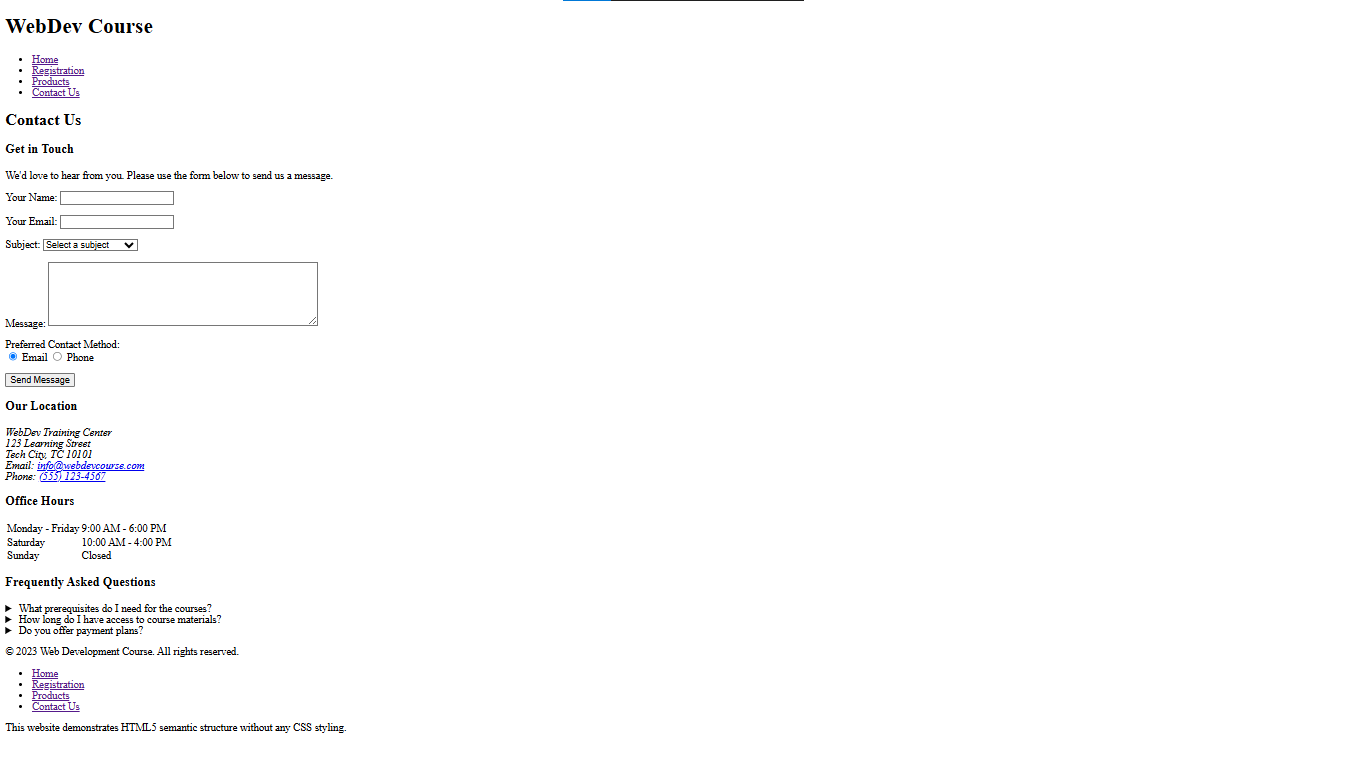 WebDev Course
Home
Registration
Products
Contact Us
Contact Us
Get in Touch
We'd love to hear from you. Please use the form below to send us a message.
Your Name:
Your Email:
Subject: Select a subject
Message:
Preferred Contact Method:
Email Phone
Send Message
Our Location
WebDev Training Center
123 Learning Street
Tech City, TC 10101
Email: info@webdevcourse.com
Phone: (555) 123-4567
Office Hours
Monday - Friday 9:00 AM - 6:00 PM
Saturday 10:00 AM - 4:00 PM
Sunday Closed
Frequently Asked Questions
What prerequisites do I need for the courses?
How long do I have access to course materials?
Do you offer payment plans?
© 2023 Web Development Course. All rights reserved.
Home
Registration
Products
Contact Us
This website demonstrates HTML5 semantic structure without any CSS styling.